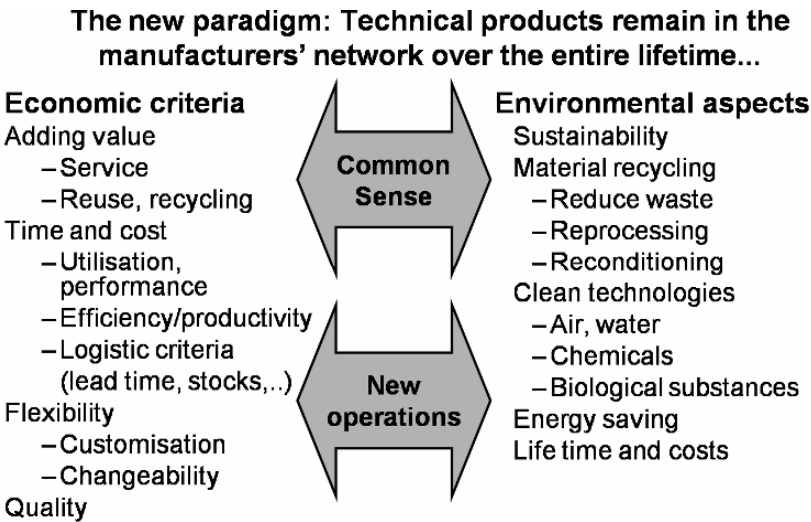 The new paradigm: Technical products remain in the
manufacturers' network over the entire lifetime...
Economic criteria
Adding value
–Service
–Reuse, recycling
Time and cost
–Utilisation,
performance
–Efficiency/productivity
–Logistic criteria
(lead time, stocks,..)
Flexibility
–Customisation
–Changeability
Quality
Common
Sense
New
operations
Environmental aspects
Sustainability
Material recycling
–Reduce waste
–Reprocessing
–Reconditioning
Clean technologies
–Air, water
–Chemicals
–Biological substances
Energy saving
Life time and costs